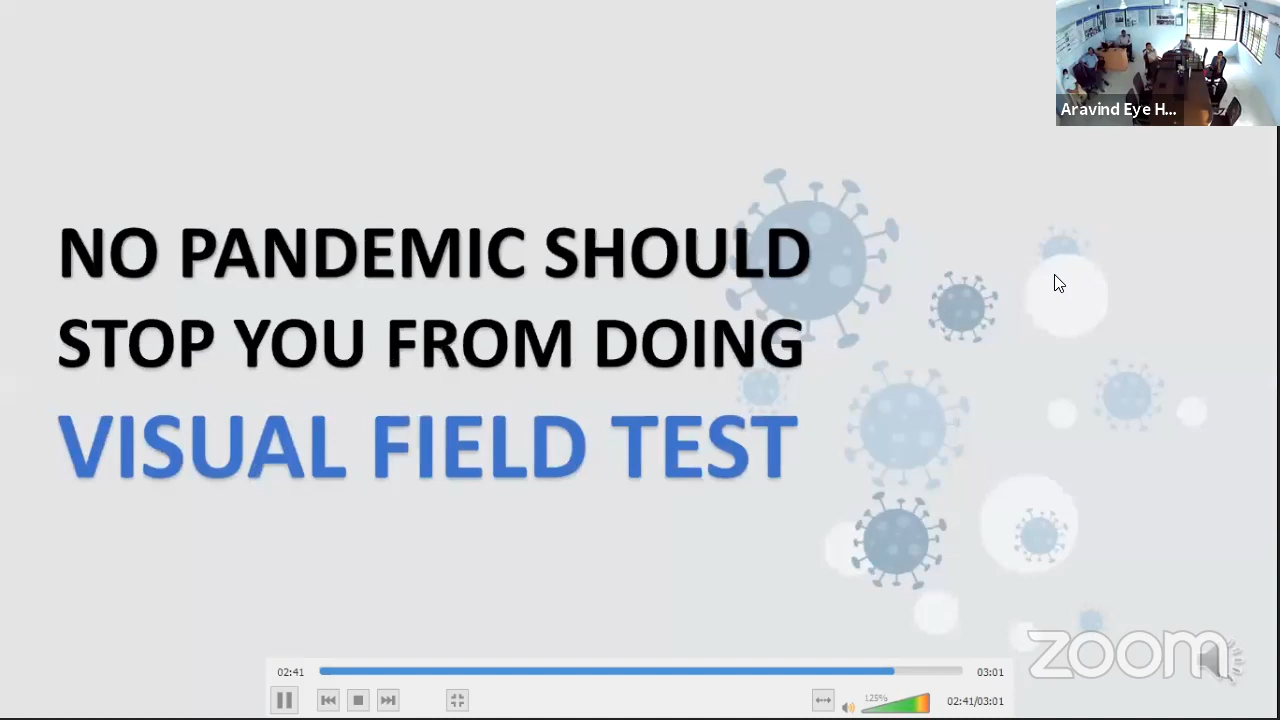 Aravind Eye H...
NO PANDEMIC SHOULD
STOP YOU FROM DOING
VISUAL FIELD TEST
zoom
02:41
03:01
125%
02:41/03:01